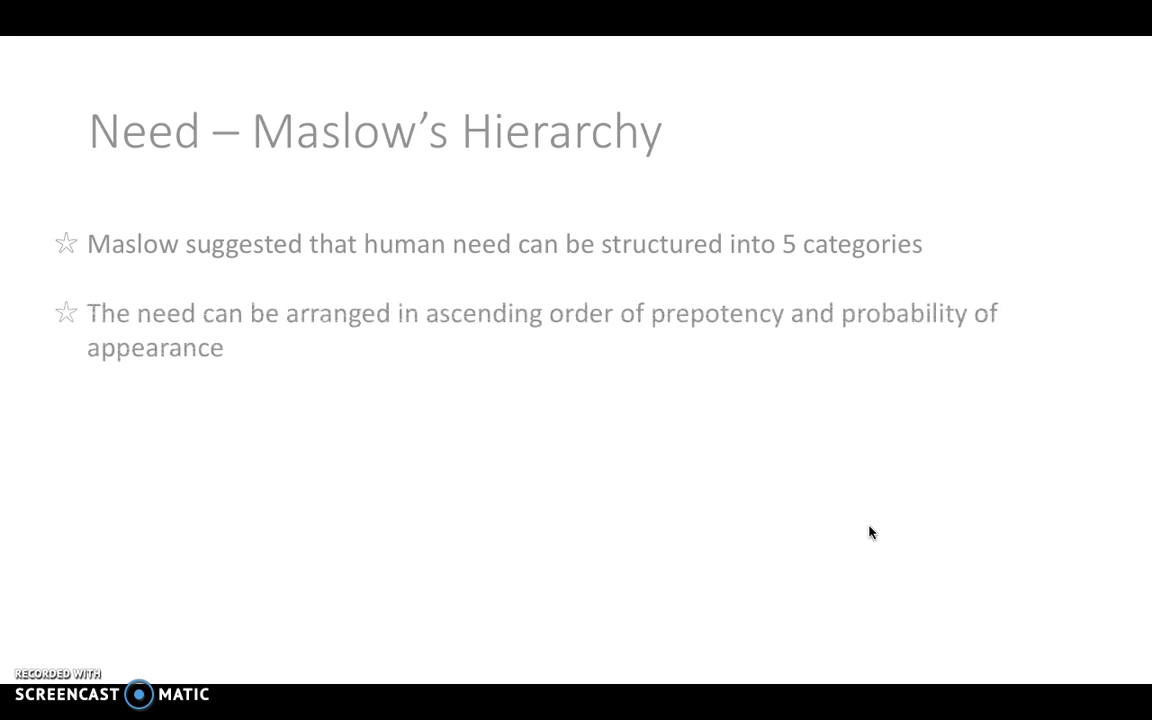 Need – Maslow’s Hierarchy
☆ Maslow suggested that human need can be structured into 5 categories
☆ The need can be arranged in ascending order of prepotency and probability of
appearance
RECORDED WITH
SCREENCAST MATIC